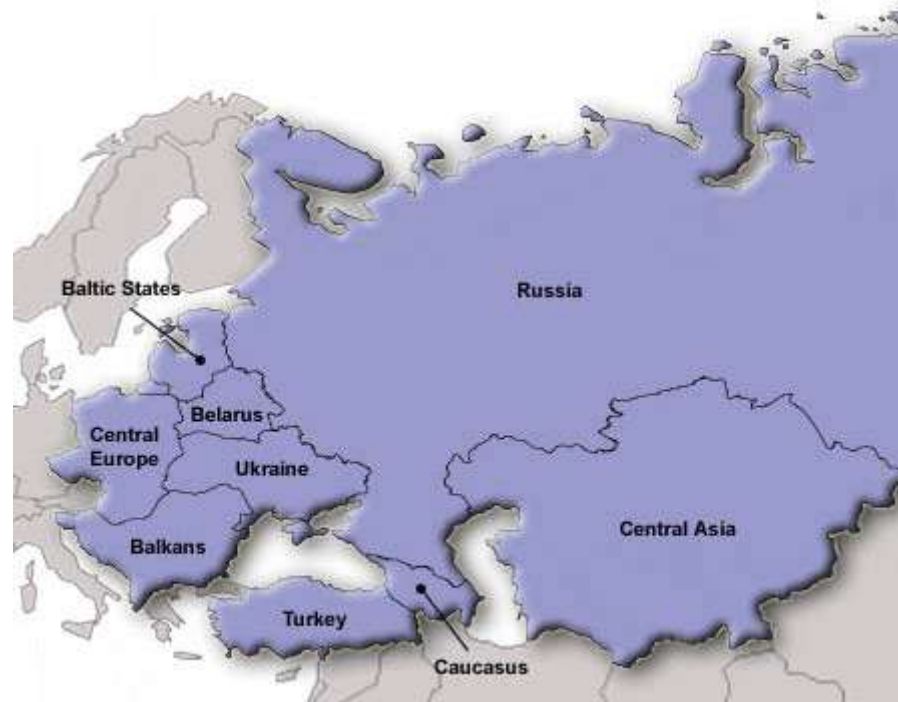 Baltic States
Russia
Belarus
Central
Europe
Ukraine
Central Asia
Balkans
Turkey
Caucasus